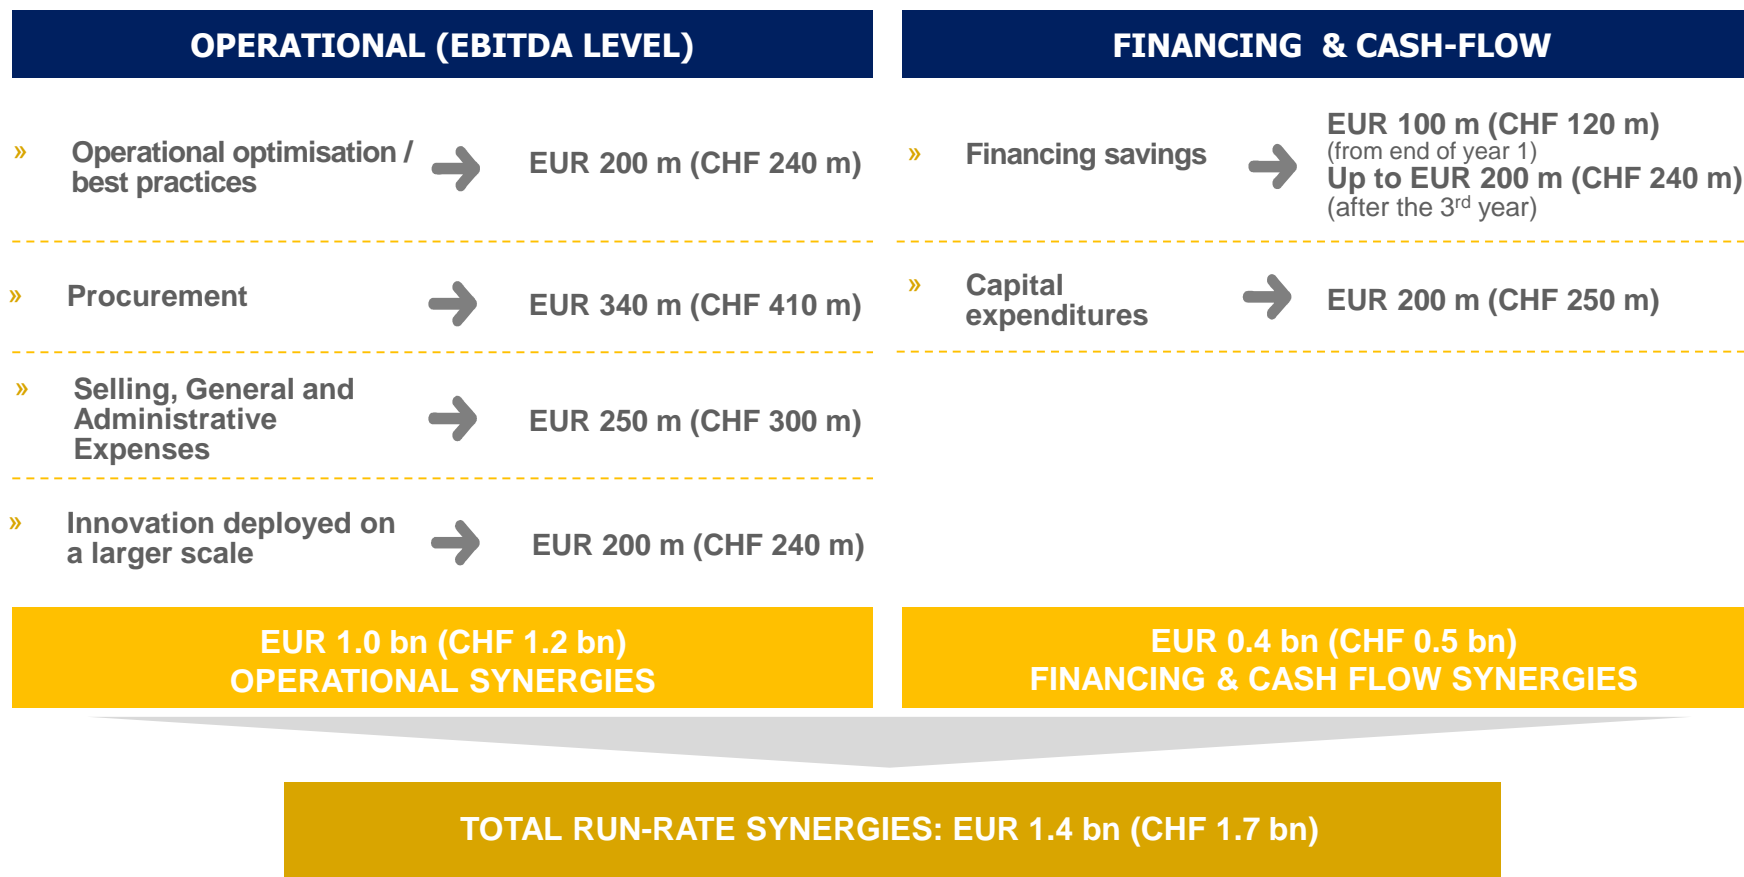 OPERATIONAL (EBITDA LEVEL)
» Operational optimisation /
best practices
EUR 200 m (CHF 240 m)
» Procurement
EUR 340 m (CHF 410 m)
» Selling, General and
Administrative
Expenses
EUR 250 m (CHF 300 m)
» Innovation deployed on
a larger scale
EUR 200 m (CHF 240 m)
EUR 1.0 bn (CHF 1.2 bn)
OPERATIONAL SYNERGIES
FINANCING & CASH-FLOW
» Financing savings
EUR 100 m (CHF 120 m)
(from end of year 1)
Up to EUR 200 m (CHF 240 m)
(after the 3rd year)
» Capital
expenditures
EUR 200 m (CHF 250 m)
EUR 0.4 bn (CHF 0.5 bn)
FINANCING & CASH FLOW SYNERGIES
TOTAL RUN-RATE SYNERGIES: EUR 1.4 bn (CHF 1.7 bn)